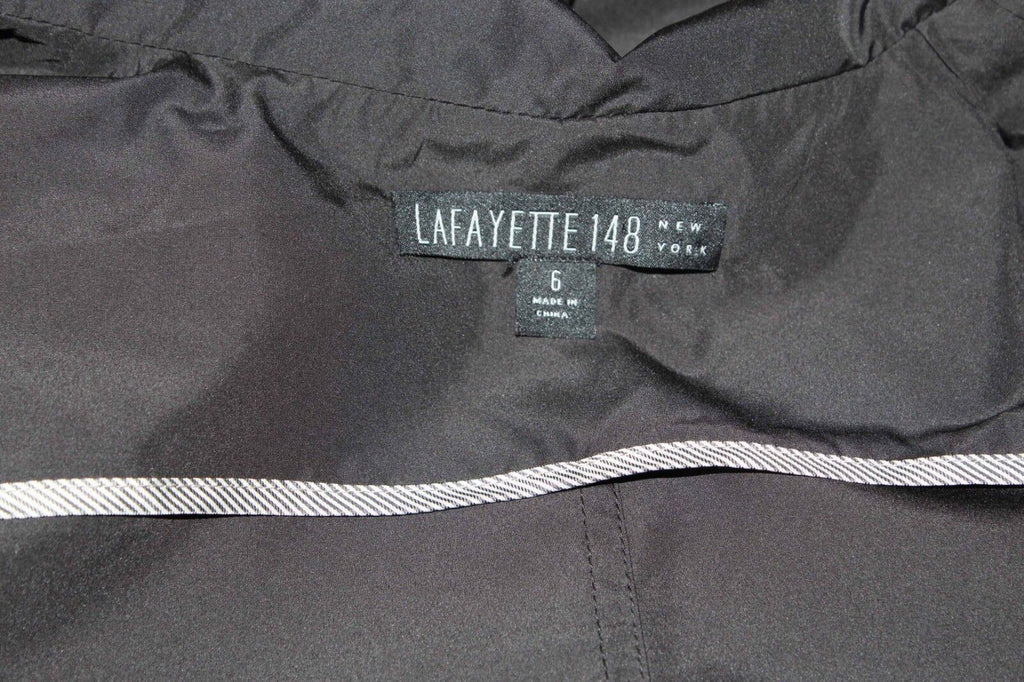 LAFAYETTE 148 NEW YORK
6
MADE IN
CHINA